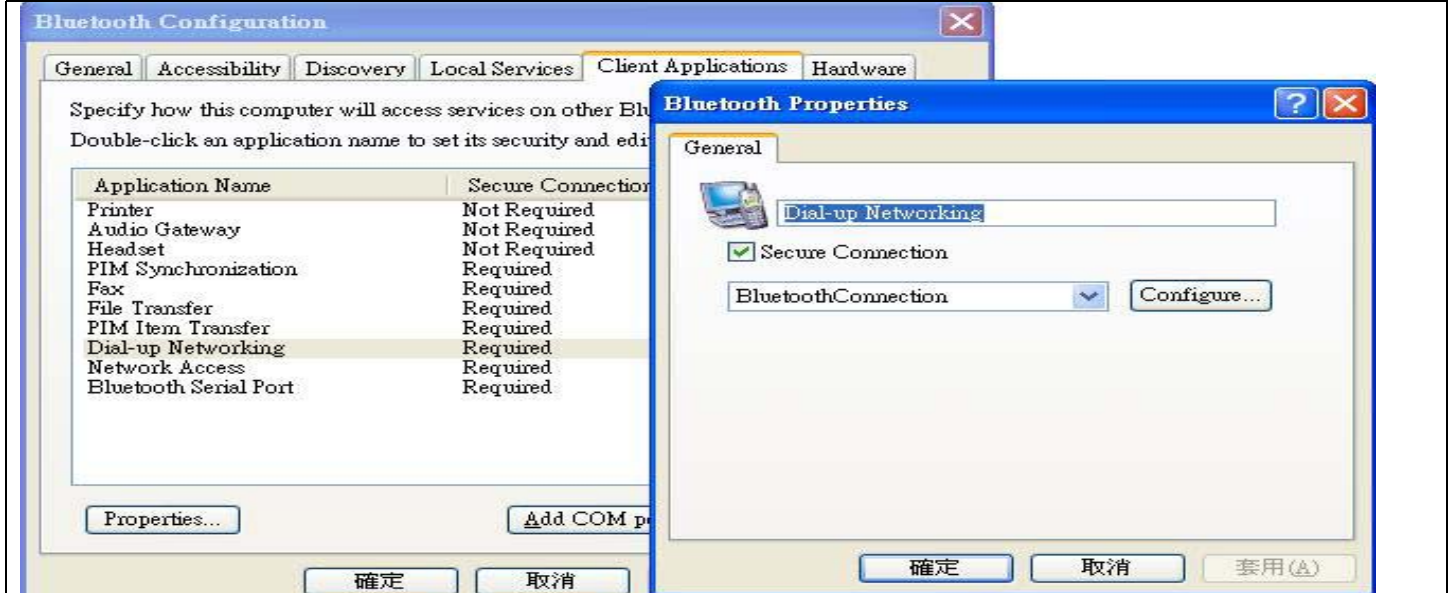 Bluetooth Configuration
General Accessibility Discovery Local Services Client Applications Hardware
Specify how this computer will access services on other Blu
Double-click an application name to set its security and edi
Application Name Secure Connection
Printer Not Required
Audio Gateway Not Required
Headset Not Required
PIM Synchronization Required
Fax Required
File Transfer Required
PIM Item Transfer Required
Dial-up Networking Required
Network Access Required
Bluetooth Serial Port Required
Properties... Add COM po
確定 取消
Bluetooth Properties
General
Dial-up Networking
Secure Connection
BluetoothConnection Configure...
確定 取消 套用(A)